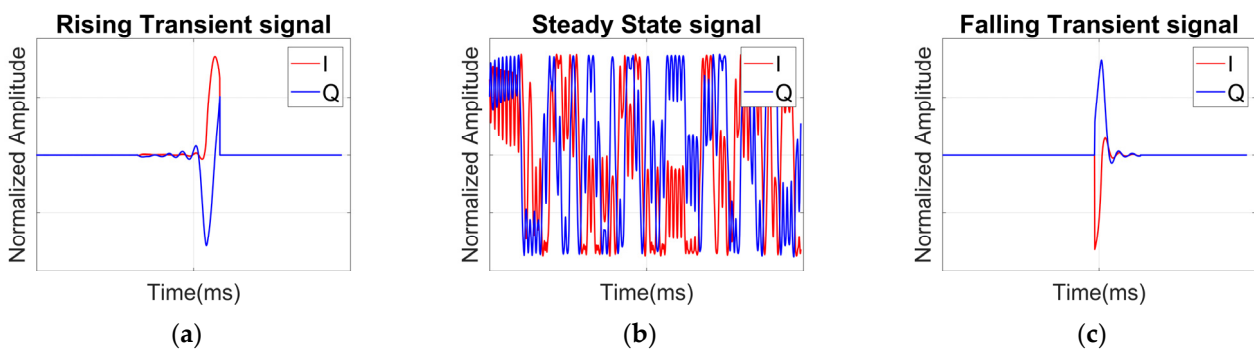 Rising Transient signal
I
Q
Normalized Amplitude
Time(ms)
(a)
Steady State signal
I
Q
Normalized Amplitude
Time(ms)
(b)
Falling Transient signal
I
Q
Normalized Amplitude
Time(ms)
(c)